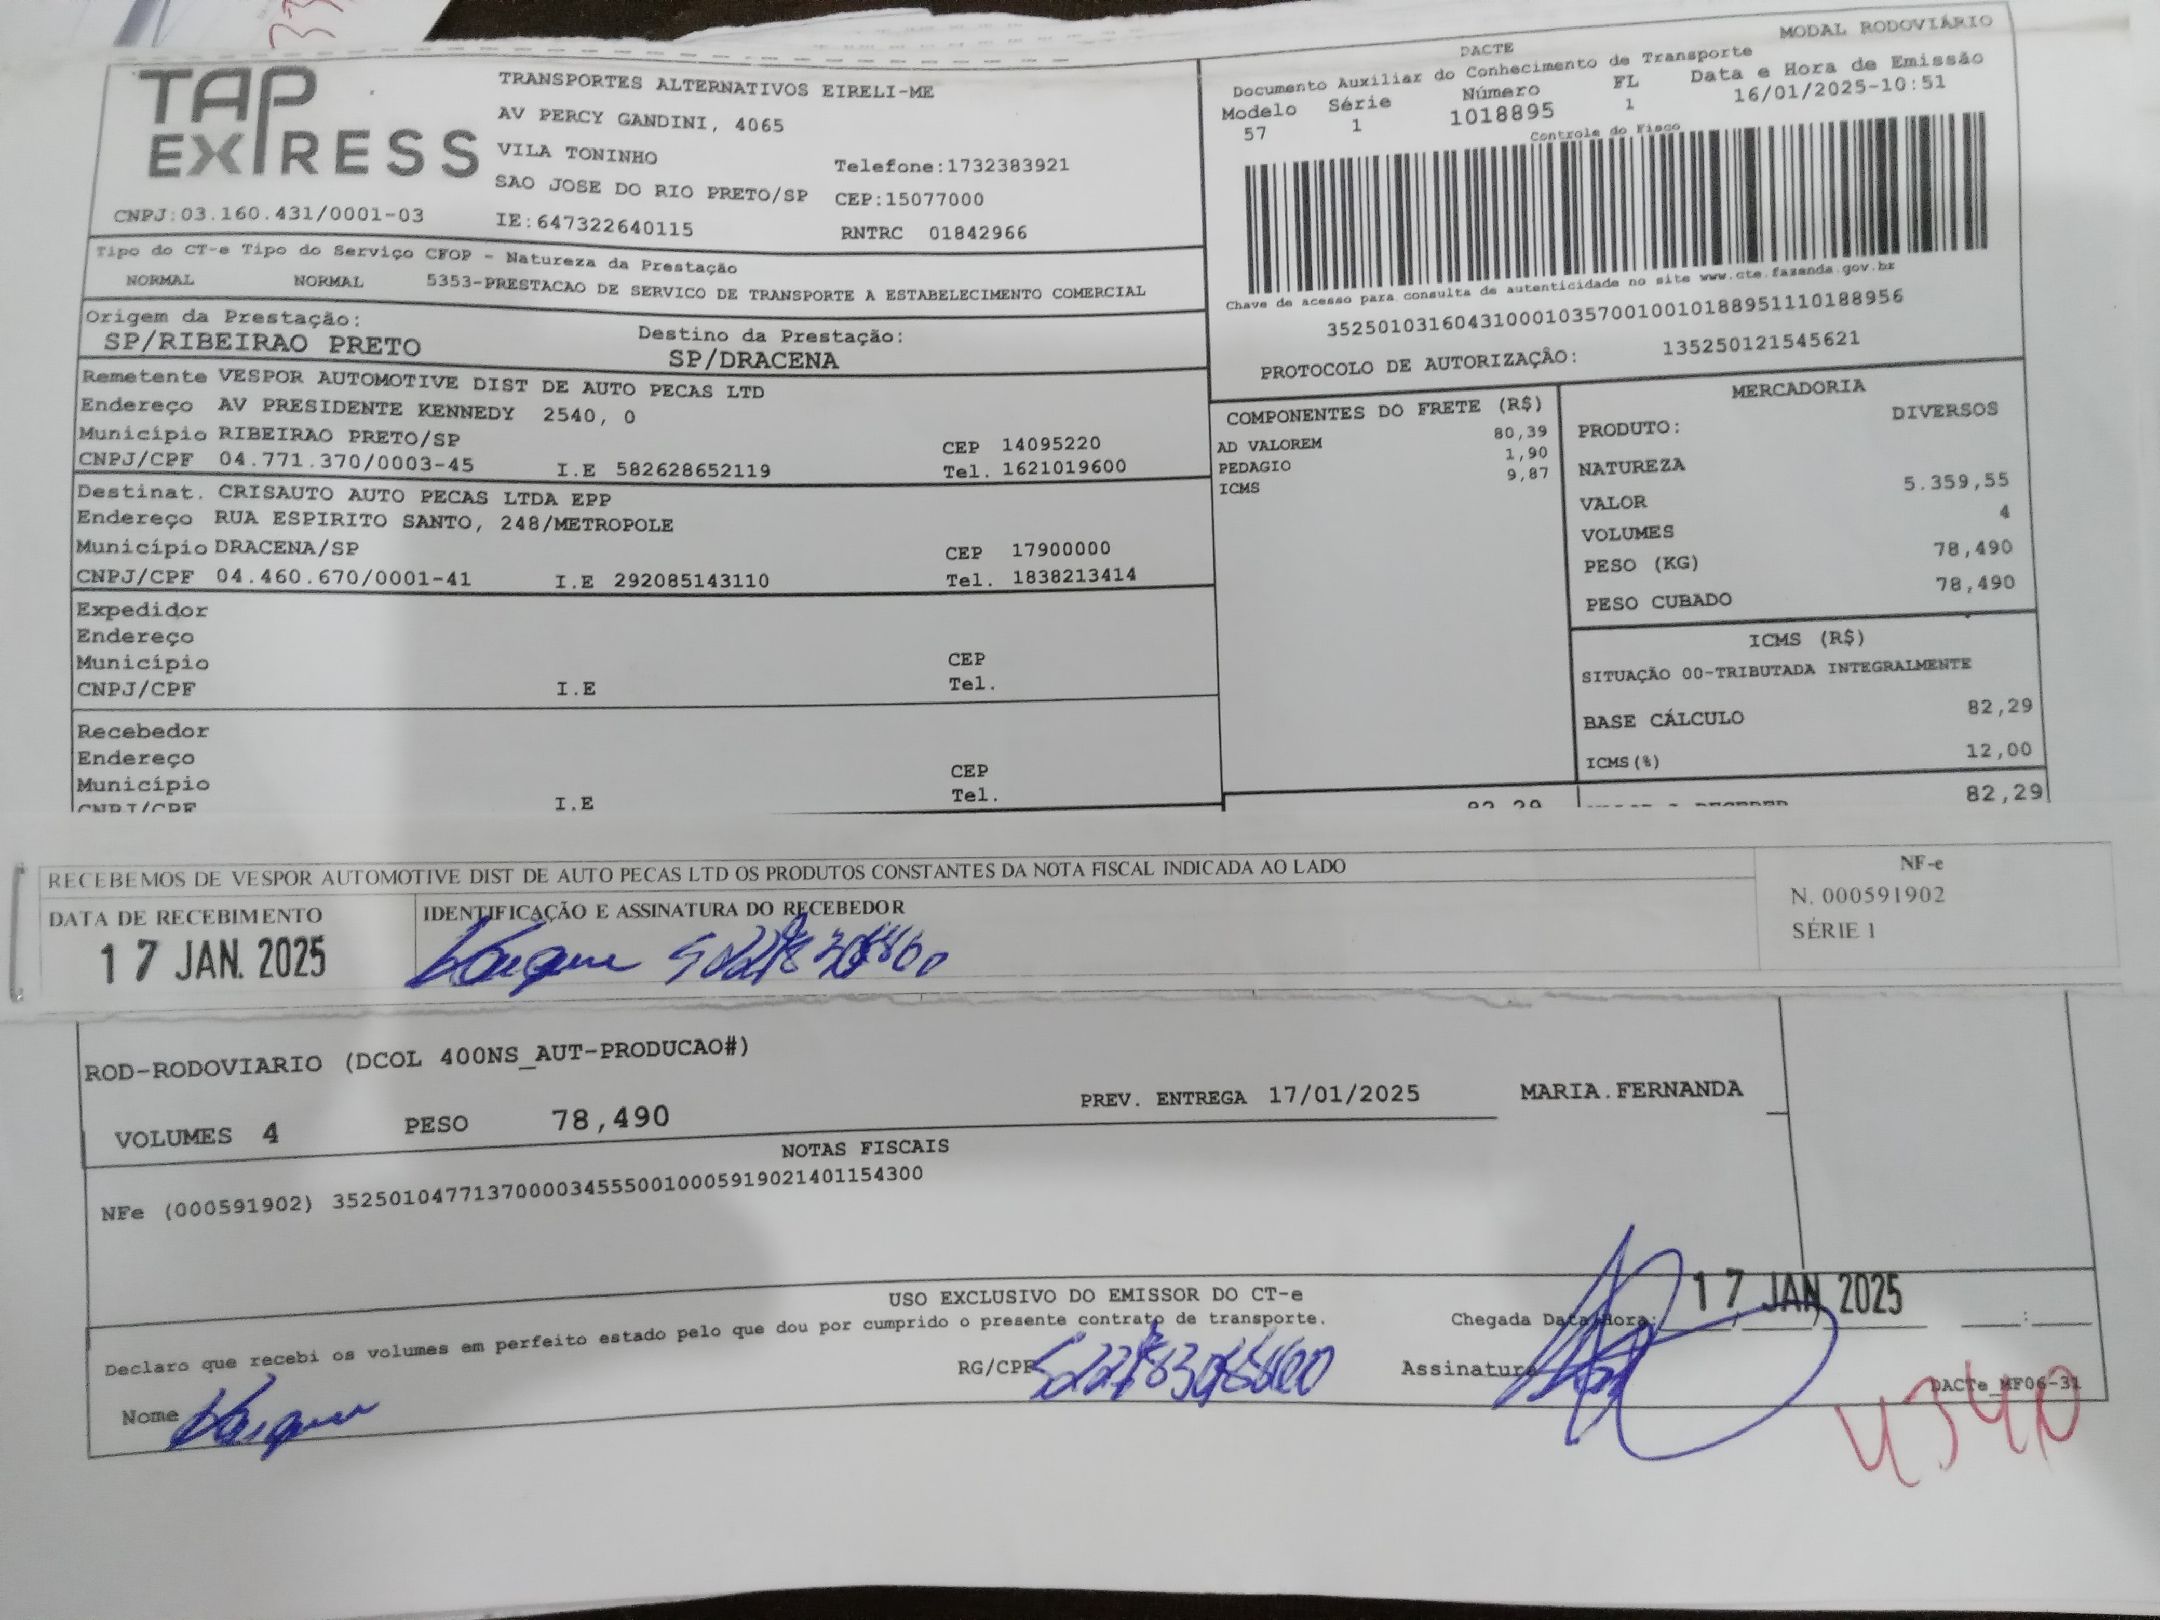 TAP EXPRESS
CNPJ:03.160.431/0001-03
TRANSPORTES ALTERNATIVOS EIRELI-ME
AV PERCY GANDINI, 4065
VILA TONINHO Telefone:1732383921
SAO JOSE DO RIO PRETO/SP CEP:15077000
IE:647322640115 RNTRC 01842966
MODAL RODOVIÁRIO
DACTE
Documento Auxiliar do Conhecimento de Transporte
Modelo Série Número FL Data e Hora de Emissão
57 1 1018895 1 16/01/2025-10:51
Controle do Fisco
Chave de acesso para consulta de autenticidade no site www.cte.fazenda.gov.br
35250103160431000103570010010188951110188956
PROTOCOLO DE AUTORIZAÇÃO: 135250121545621
Tipo do CT-e Tipo do Serviço CFOP - Natureza da Prestação
NORMAL NORMAL 5353-PRESTACAO DE SERVICO DE TRANSPORTE A ESTABELECIMENTO COMERCIAL
Origem da Prestação: Destino da Prestação:
SP/RIBEIRAO PRETO SP/DRACENA
Remetente VESPOR AUTOMOTIVE DIST DE AUTO PECAS LTD
Endereço AV PRESIDENTE KENNEDY 2540, 0
Município RIBEIRAO PRETO/SP CEP 14095220
CNPJ/CPF 04.771.370/0003-45 I.E 582628652119 Tel. 1621019600
Destinat. CRISAUTO AUTO PECAS LTDA EPP
Endereço RUA ESPIRITO SANTO, 248/METROPOLE
Município DRACENA/SP CEP 17900000
CNPJ/CPF 04.460.670/0001-41 I.E 292085143110 Tel. 1838213414
Expedidor
Endereço
Município CEP
CNPJ/CPF I.E Tel.
Recebedor
Endereço
Município CEP
CNPJ/CPF I.E Tel.
COMPONENTES DO FRETE (R$)
80,39
AD VALOREM 1,90
PEDAGIO 9,87
ICMS
82,29
MERCADORIA
PRODUTO: DIVERSOS
NATUREZA
VALOR 5.359,55
VOLUMES 4
PESO (KG) 78,490
PESO CUBADO 78,490
ICMS (R$)
SITUAÇÃO 00-TRIBUTADA INTEGRALMENTE
BASE CÁLCULO 82,29
ICMS(%) 12,00
82,29
RECEBEMOS DE VESPOR AUTOMOTIVE DIST DE AUTO PECAS LTD OS PRODUTOS CONSTANTES DA NOTA FISCAL INDICADA AO LADO
DATA DE RECEBIMENTO IDENTIFICAÇÃO E ASSINATURA DO RECEBEDOR
17 JAN. 2025
NF-e
N. 000591902
SÉRIE 1
ROD-RODOVIARIO (DCOL 400NS_AUT-PRODUCAO#)
VOLUMES 4 PESO 78,490 PREV. ENTREGA 17/01/2025 MARIA.FERNANDA
NOTAS FISCAIS
NFe (000591902) 35250104771370000345550010005919021401154300
USO EXCLUSIVO DO EMISSOR DO CT-e
Declaro que recebi os volumes em perfeito estado pelo que dou por cumprido o presente contrato de transporte.
Chegada Data/Hora: 17 JAN 2025
Nome RG/CPF Assinatura
DACTe_MF06-31